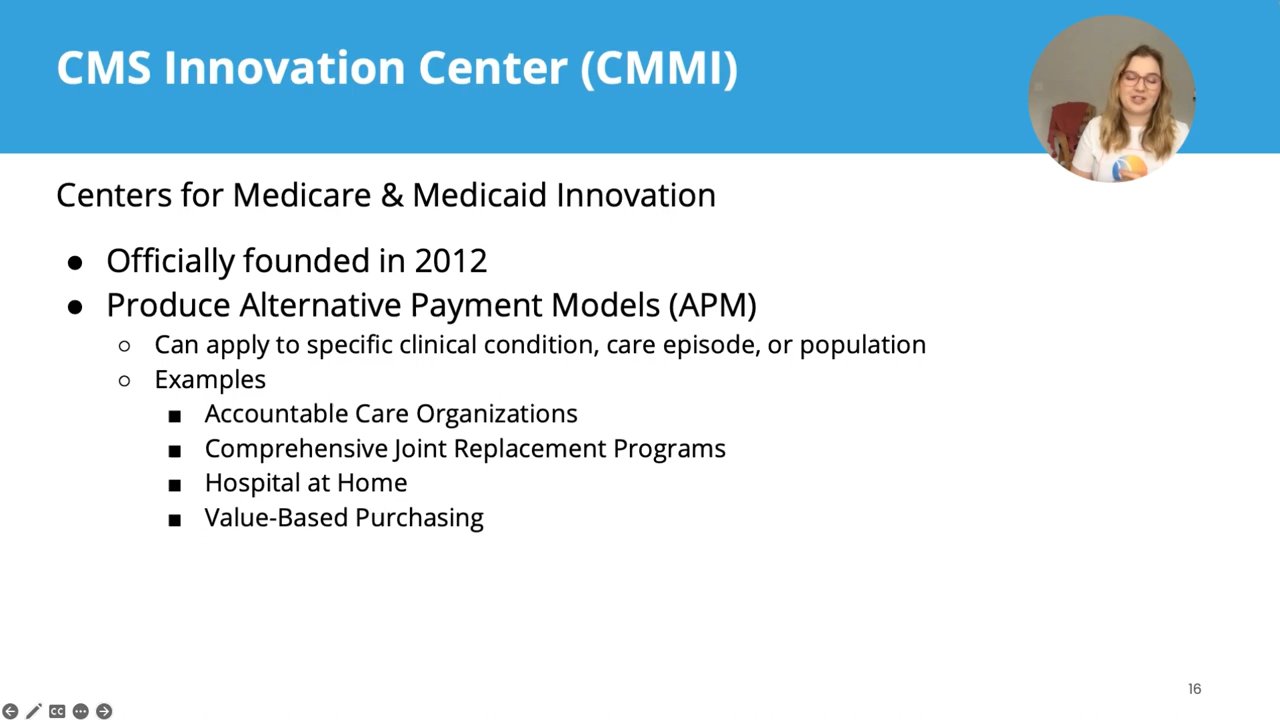 CMS Innovation Center (CMMI)
Centers for Medicare & Medicaid Innovation
● Officially founded in 2012
● Produce Alternative Payment Models (APM)
○ Can apply to specific clinical condition, care episode, or population
○ Examples
■ Accountable Care Organizations
■ Comprehensive Joint Replacement Programs
■ Hospital at Home
■ Value-Based Purchasing
16
CC